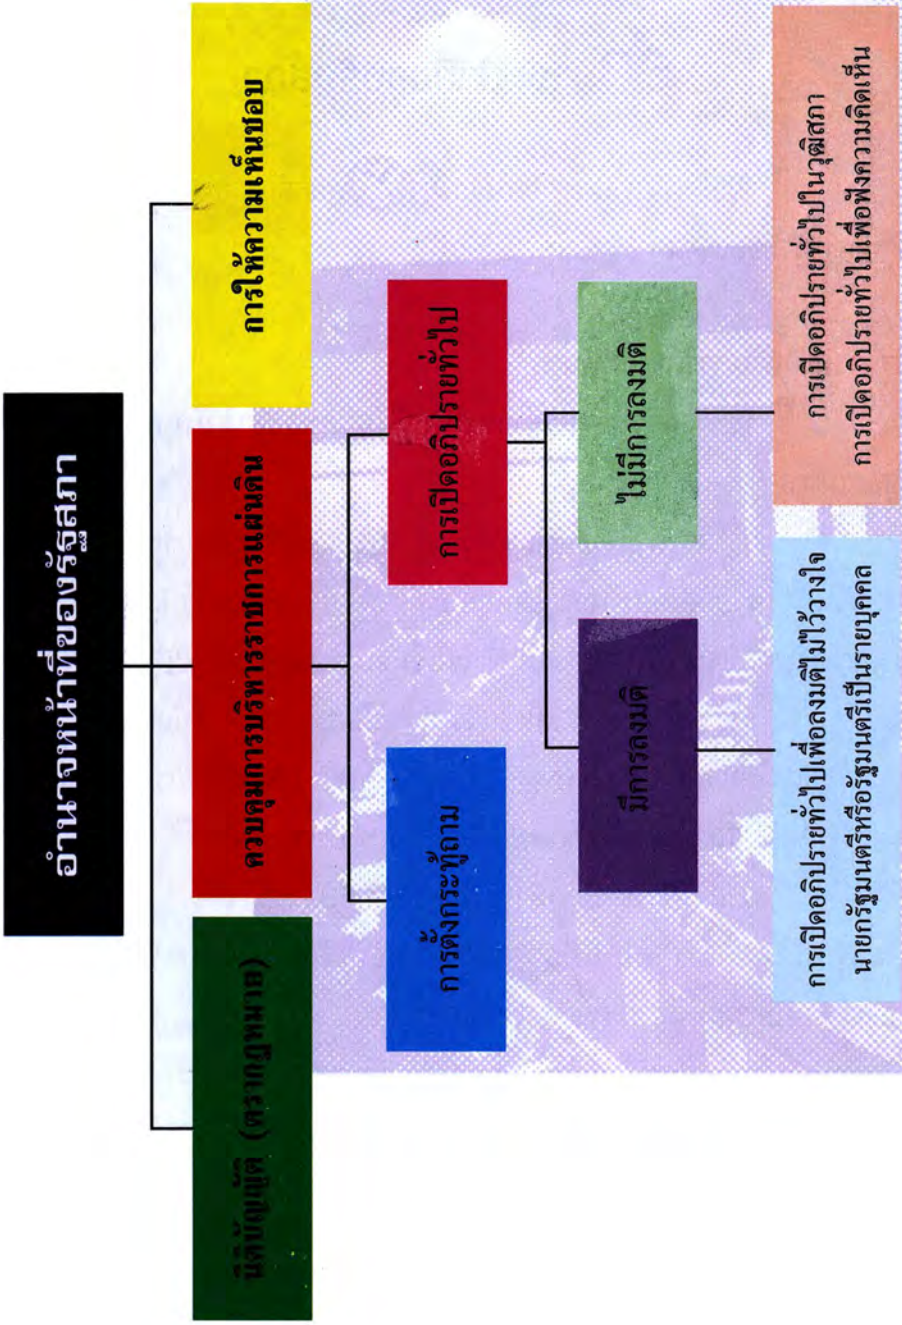 อำนาจหน้าที่ของรัฐสภา
นิติบัญญัติ (ตรากฎหมาย)
ควบคุมการบริหารราชการแผ่นดิน
การให้ความเห็นชอบ
การตั้งกระทู้ถาม
การเปิดอภิปรายทั่วไป
มีการลงมติ
ไม่มีการลงมติ
การเปิดอภิปรายทั่วไปเพื่อลงมติไม่ไว้วางใจ
นายกรัฐมนตรีหรือรัฐมนตรีเป็นรายบุคคล
การเปิดอภิปรายทั่วไปในวุฒิสภา
การเปิดอภิปรายทั่วไปเพื่อฟังความคิดเห็น